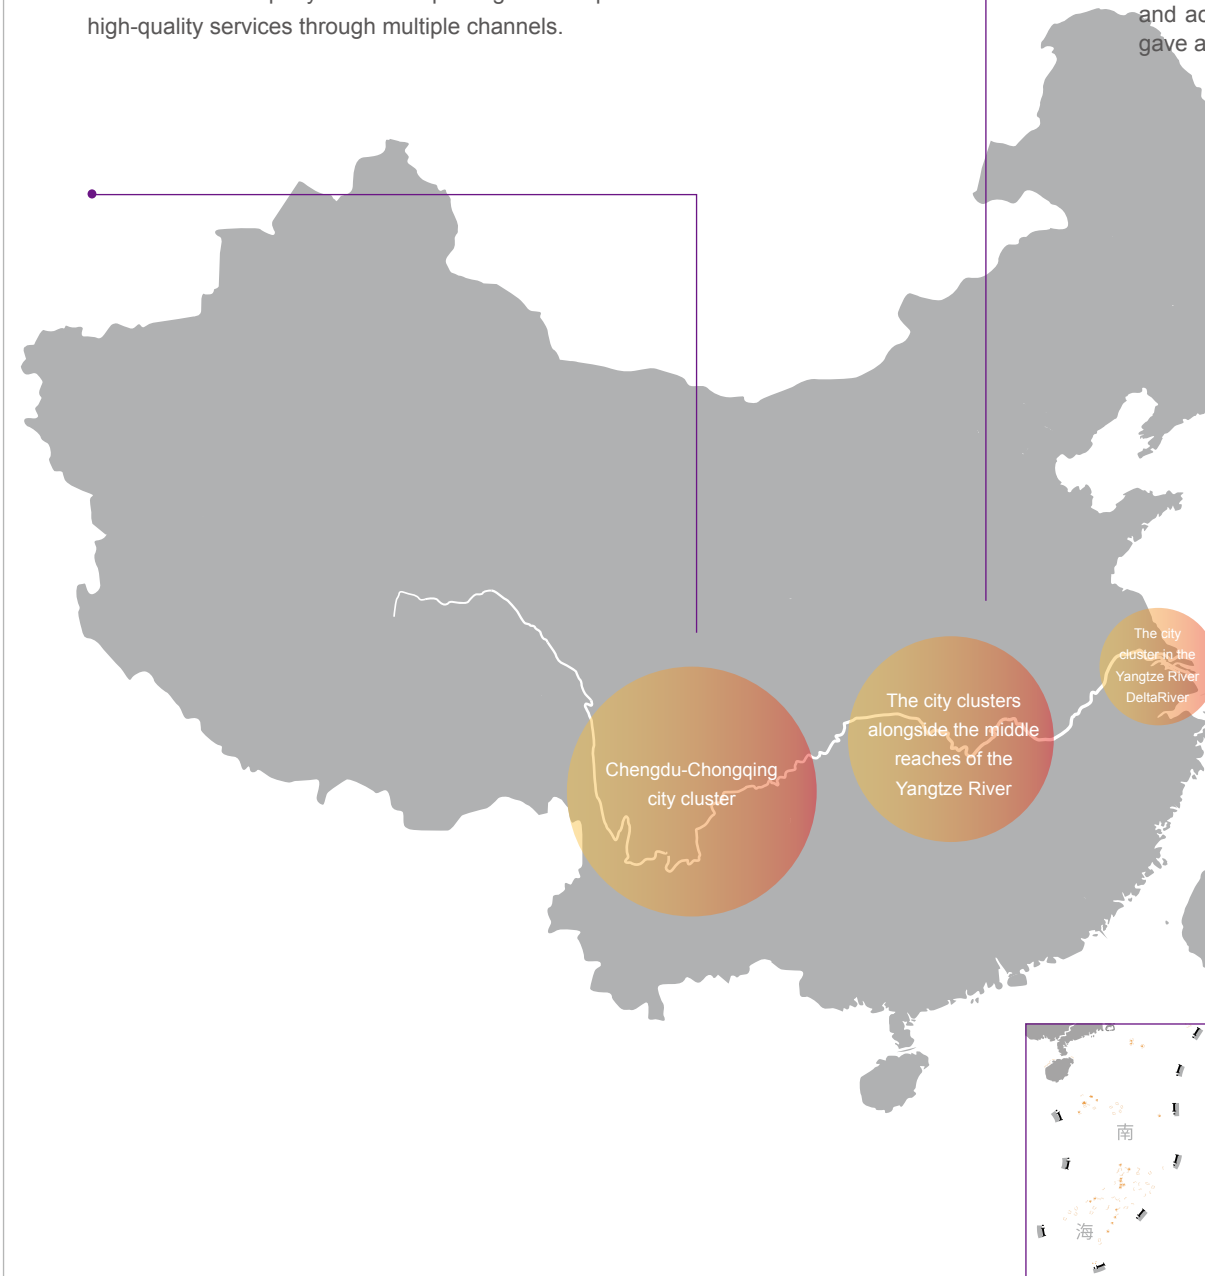 high-quality services through multiple channels.
and
gave
The city
cluster in the
Yangtze River
DeltaRiver
The city clusters
alongside the middle
reaches of the
Yangtze River
Chengdu-Chongqing
city cluster
南
海